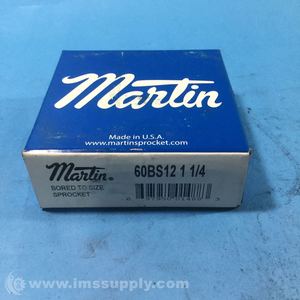 Martin
Made in U.S.A.
www.martinsprocket.com
Martin®
60BS12 1 1/4
BORED TO SIZE
SPROCKET
© www.imssupply.com